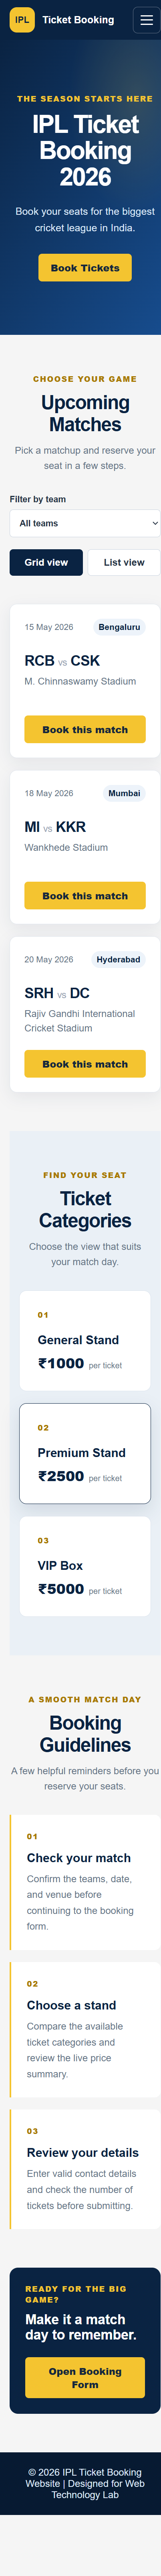 IPL Ticket Booking
THE SEASON STARTS HERE
IPL Ticket
Booking
2026
Book your seats for the biggest
cricket league in India.
Book Tickets
CHOOSE YOUR GAME
Upcoming
Matches
Pick a matchup and reserve your
seat in a few steps.
Filter by team
All teams
Grid view
List view
15 May 2026
Bengaluru
RCB vs CSK
M. Chinnaswamy Stadium
Book this match
18 May 2026
Mumbai
MI vs KKR
Wankhede Stadium
Book this match
20 May 2026
Hyderabad
SRH vs DC
Rajiv Gandhi International
Cricket Stadium
Book this match
FIND YOUR SEAT
Ticket
Categories
Choose the view that suits
your match day.
01
General Stand
₹1000 per ticket
02
Premium Stand
₹2500 per ticket
03
VIP Box
₹5000 per ticket
A SMOOTH MATCH DAY
Booking
Guidelines
A few helpful reminders before you
reserve your seats.
01
Check your match
Confirm the teams, date,
and venue before
continuing to the booking
form.
02
Choose a stand
Compare the available
ticket categories and
review the live price
summary.
03
Review your details
Enter valid contact details
and check the number of
tickets before submitting.
READY FOR THE BIG
GAME?
Make it a match
day to remember.
Open Booking
Form
© 2026 IPL Ticket Booking
Website | Designed for Web
Technology Lab